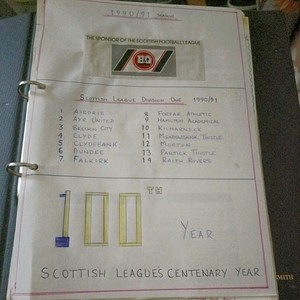 1990/91
THE SPONSOR OF THE SCOTTISH FOOTBALL LEAGUE
BQ
SCOTTISH LEAGUE DIVISION ONE 1990/91
1 AIRDRIE 8 FORFAR ATHLETIC
2 AYR UNITED 9 HAMILTON ACADEMICAL
3 BRECHIN CITY 10 KILMARNOCK
4 CLYDE 11 MEADOWBANK THISTLE
5 CLYDEBANK 12 MORTON
6 DUNDEE 13 PARTICK THISTLE
7. FALKIRK 14 RAITH ROVERS
100TH
YEAR
SCOTTISH LEAGUE'S CENTENARY YEAR